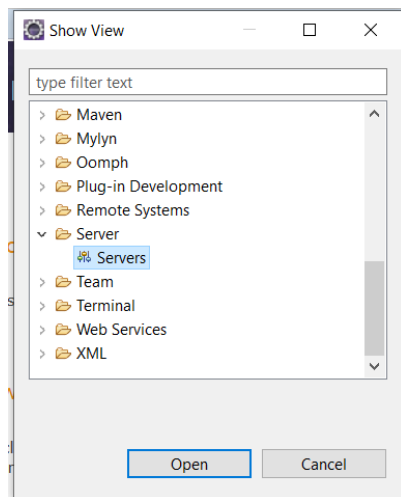 Show View
type filter text
Maven
Mylyn
Oomph
Plug-in Development
Remote Systems
Server
Servers
Team
Terminal
Web Services
XML
Open
Cancel